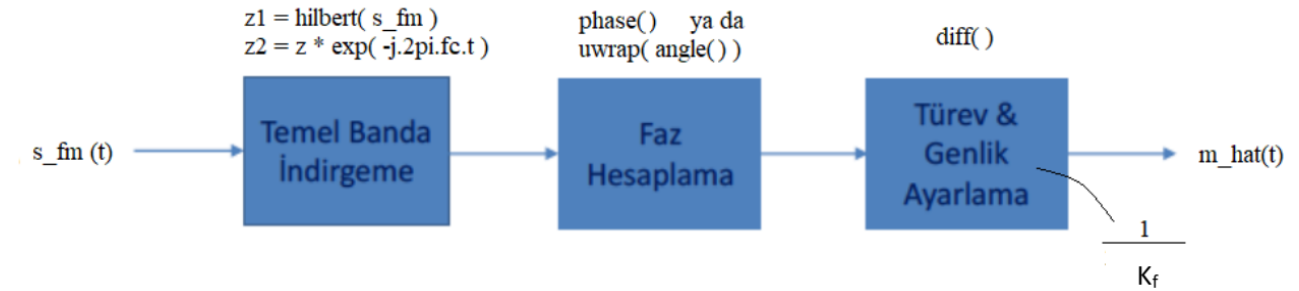 z1 = hilbert( s_fm )
z2 = z * exp( -j.2pi.fc.t )
phase() ya da
uwrap( angle() )
diff( )
s_fm (t)
Temel Banda
İndirgeme
Faz
Hesaplama
Türev &
Genlik
Ayarlama
m_hat(t)
1
Kf